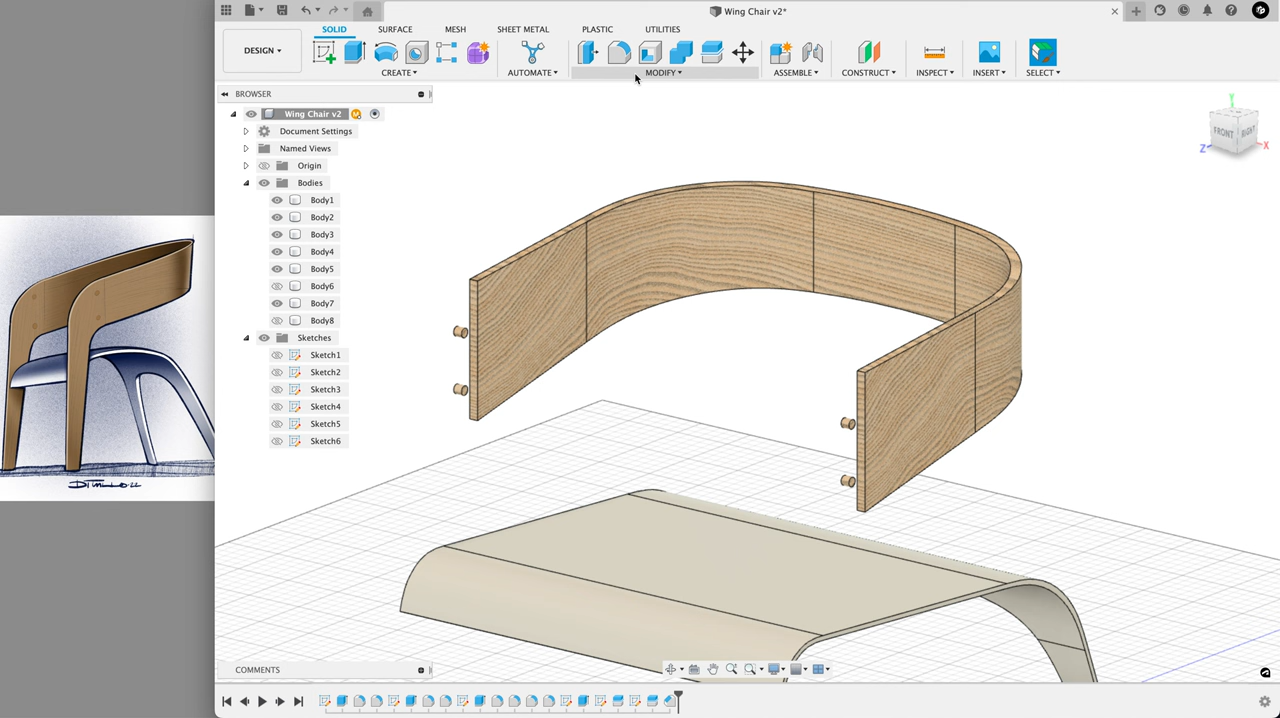 Wing Chair v2*
SOLID SURFACE MESH SHEET METAL PLASTIC UTILITIES
DESIGN
CREATE AUTOMATE MODIFY ASSEMBLE CONSTRUCT INSPECT INSERT SELECT
BROWSER
Wing Chair v2
Document Settings
Named Views
Origin
Bodies
Body1
Body2
Body3
Body4
Body5
Body6
Body7
Body8
Sketches
Sketch1
Sketch2
Sketch3
Sketch4
Sketch5
Sketch6
FRONT RIGHT
Y
Z
X
COMMENTS